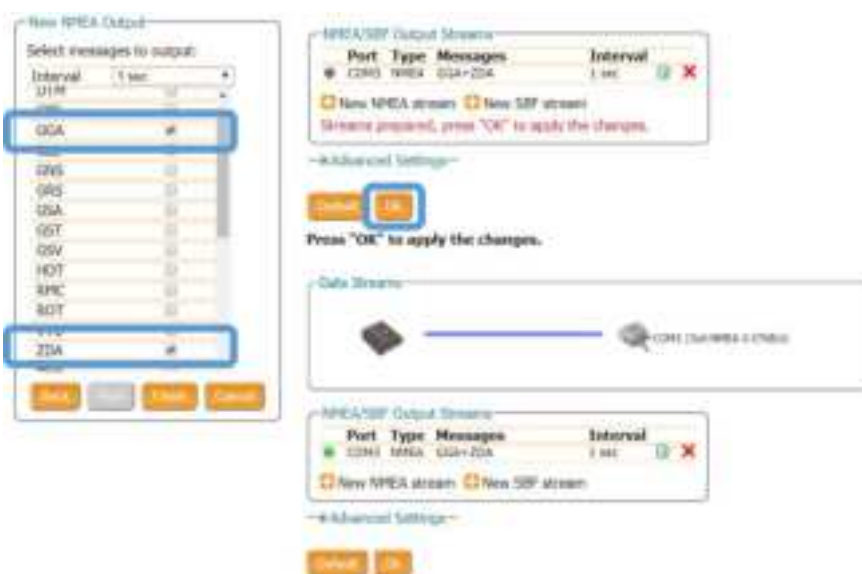 New NMEA Output
Select messages to output:
Interval 1 sec
DTM
GGA
GNS
GRS
GSA
GST
GSV
HDT
RMC
ROT
ZDA
Back Finish Cancel
NMEA/SBF Output Streams
Port Type Messages Interval
COM3 NMEA GGA+ZDA 1 sec
New NMEA stream New SBF stream
Streams prepared, press "OK" to apply the changes.
Advanced Settings
Default OK
Press "OK" to apply the changes.
Data Streams
COM3
NMEA/SBF Output Streams
Port Type Messages Interval
COM3 NMEA GGA+ZDA 1 sec
New NMEA stream New SBF stream
Advanced Settings
Default OK